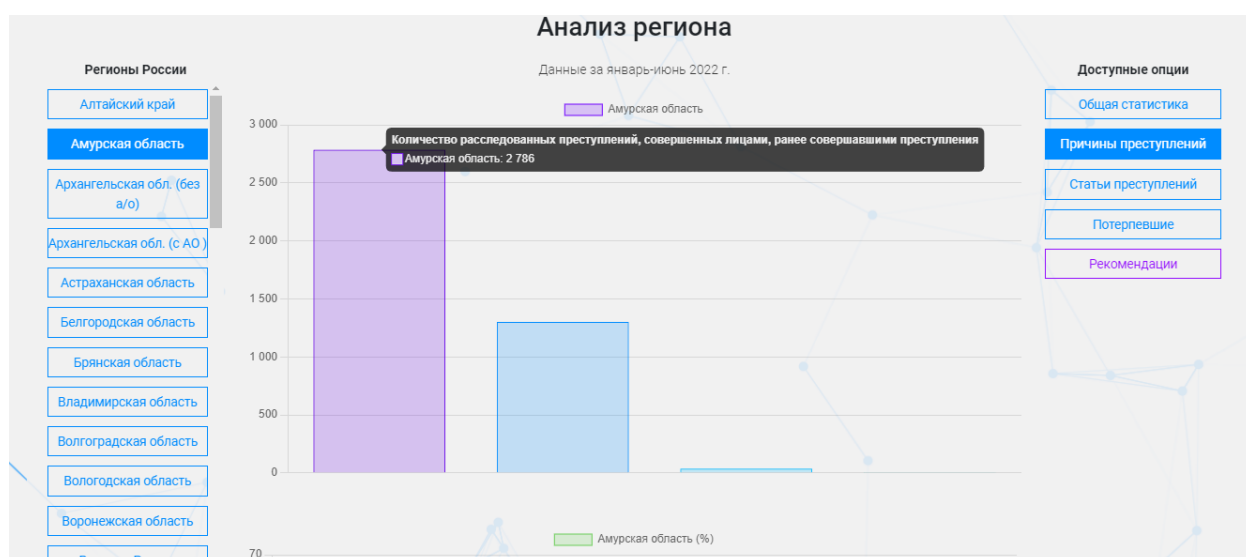 Анализ региона
Регионы России
Алтайский край
Амурская область
Архангельская обл. (без
а/о)
Архангельская обл. (с АО )
Астраханская область
Белгородская область
Брянская область
Владимирская область
Волгоградская область
Вологодская область
Воронежская область
Данные за январь-июнь 2022 г.
Амурская область
3 000
Количество расследованных преступлений, совершенных лицами, ранее совершавшими преступления
Амурская область: 2 786
2 500
2 000
1 500
1 000
500
0
Амурская область (%)
70
Доступные опции
Общая статистика
Причины преступлений
Статьи преступлений
Потерпевшие
Рекомендации